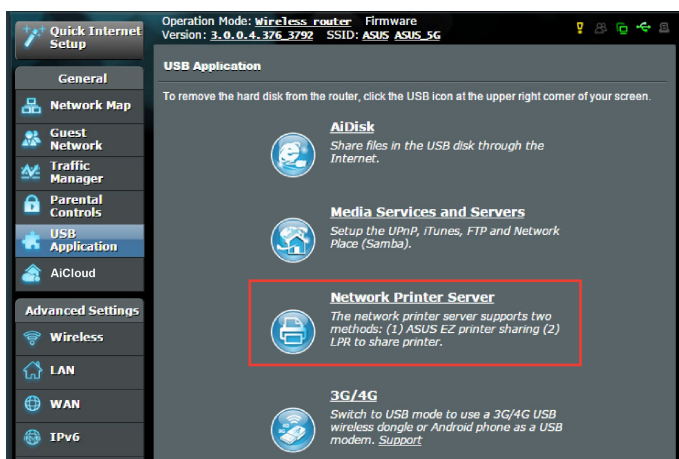 Quick Internet
Setup
Operation Mode: Wireless router Firmware
Version: 3.0.0.4.376_3792 SSID: ASUS ASUS_5G
General
Network Map
Guest
Network
Traffic
Manager
Parental
Controls
USB
Application
AiCloud
Advanced Settings
Wireless
LAN
WAN
IPv6
USB Application
To remove the hard disk from the router, click the USB icon at the upper right corner of your screen.
AiDisk
Share files in the USB disk through the
Internet.
Media Services and Servers
Setup the UPnP, iTunes, FTP and Network
Place (Samba).
Network Printer Server
The network printer server supports two
methods: (1) ASUS EZ printer sharing (2)
LPR to share printer.
3G/4G
Switch to USB mode to use a 3G/4G USB
wireless dongle or Android phone as a USB
modem. Support